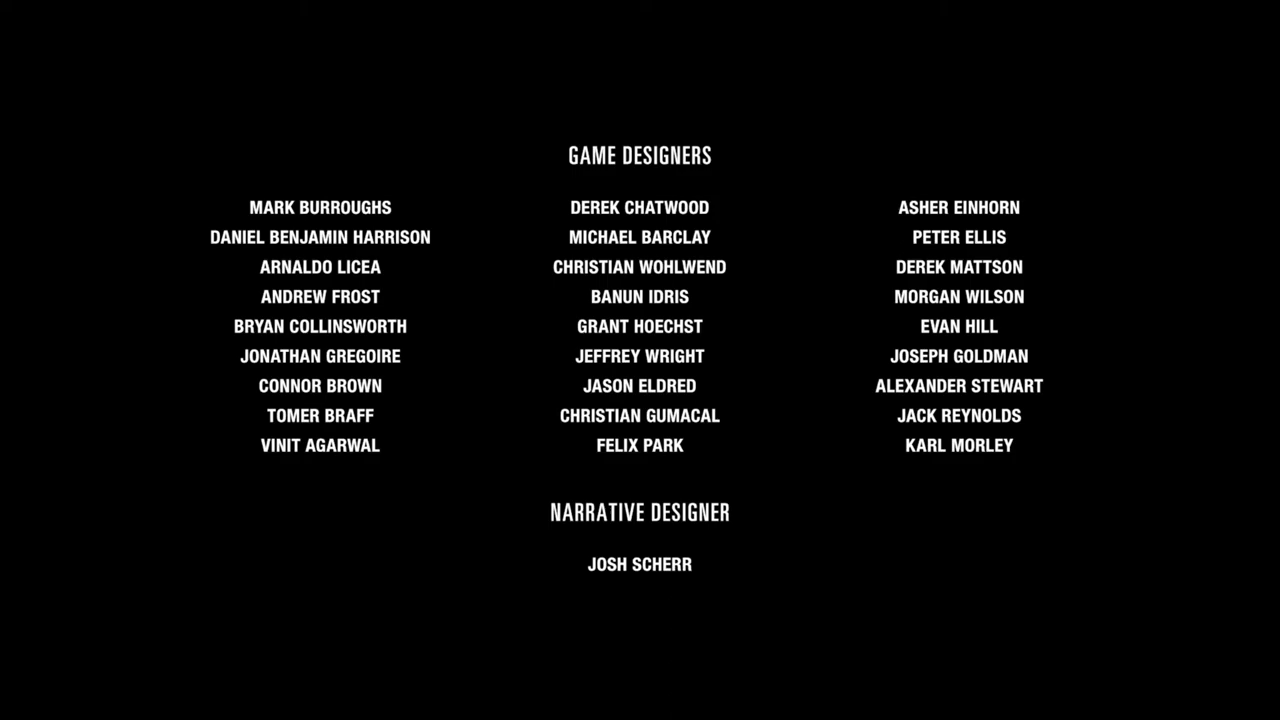 GAME DESIGNERS
MARK BURROUGHS DEREK CHATWOOD ASHER EINHORN
DANIEL BENJAMIN HARRISON MICHAEL BARCLAY PETER ELLIS
ARNALDO LICEA CHRISTIAN WOHLWEND DEREK MATTSON
ANDREW FROST BANUN IDRIS MORGAN WILSON
BRYAN COLLINSWORTH GRANT HOECHST EVAN HILL
JONATHAN GREGOIRE JEFFREY WRIGHT JOSEPH GOLDMAN
CONNOR BROWN JASON ELDRED ALEXANDER STEWART
TOMER BRAFF CHRISTIAN GUMACAL JACK REYNOLDS
VINIT AGARWAL FELIX PARK KARL MORLEY
NARRATIVE DESIGNER
JOSH SCHERR